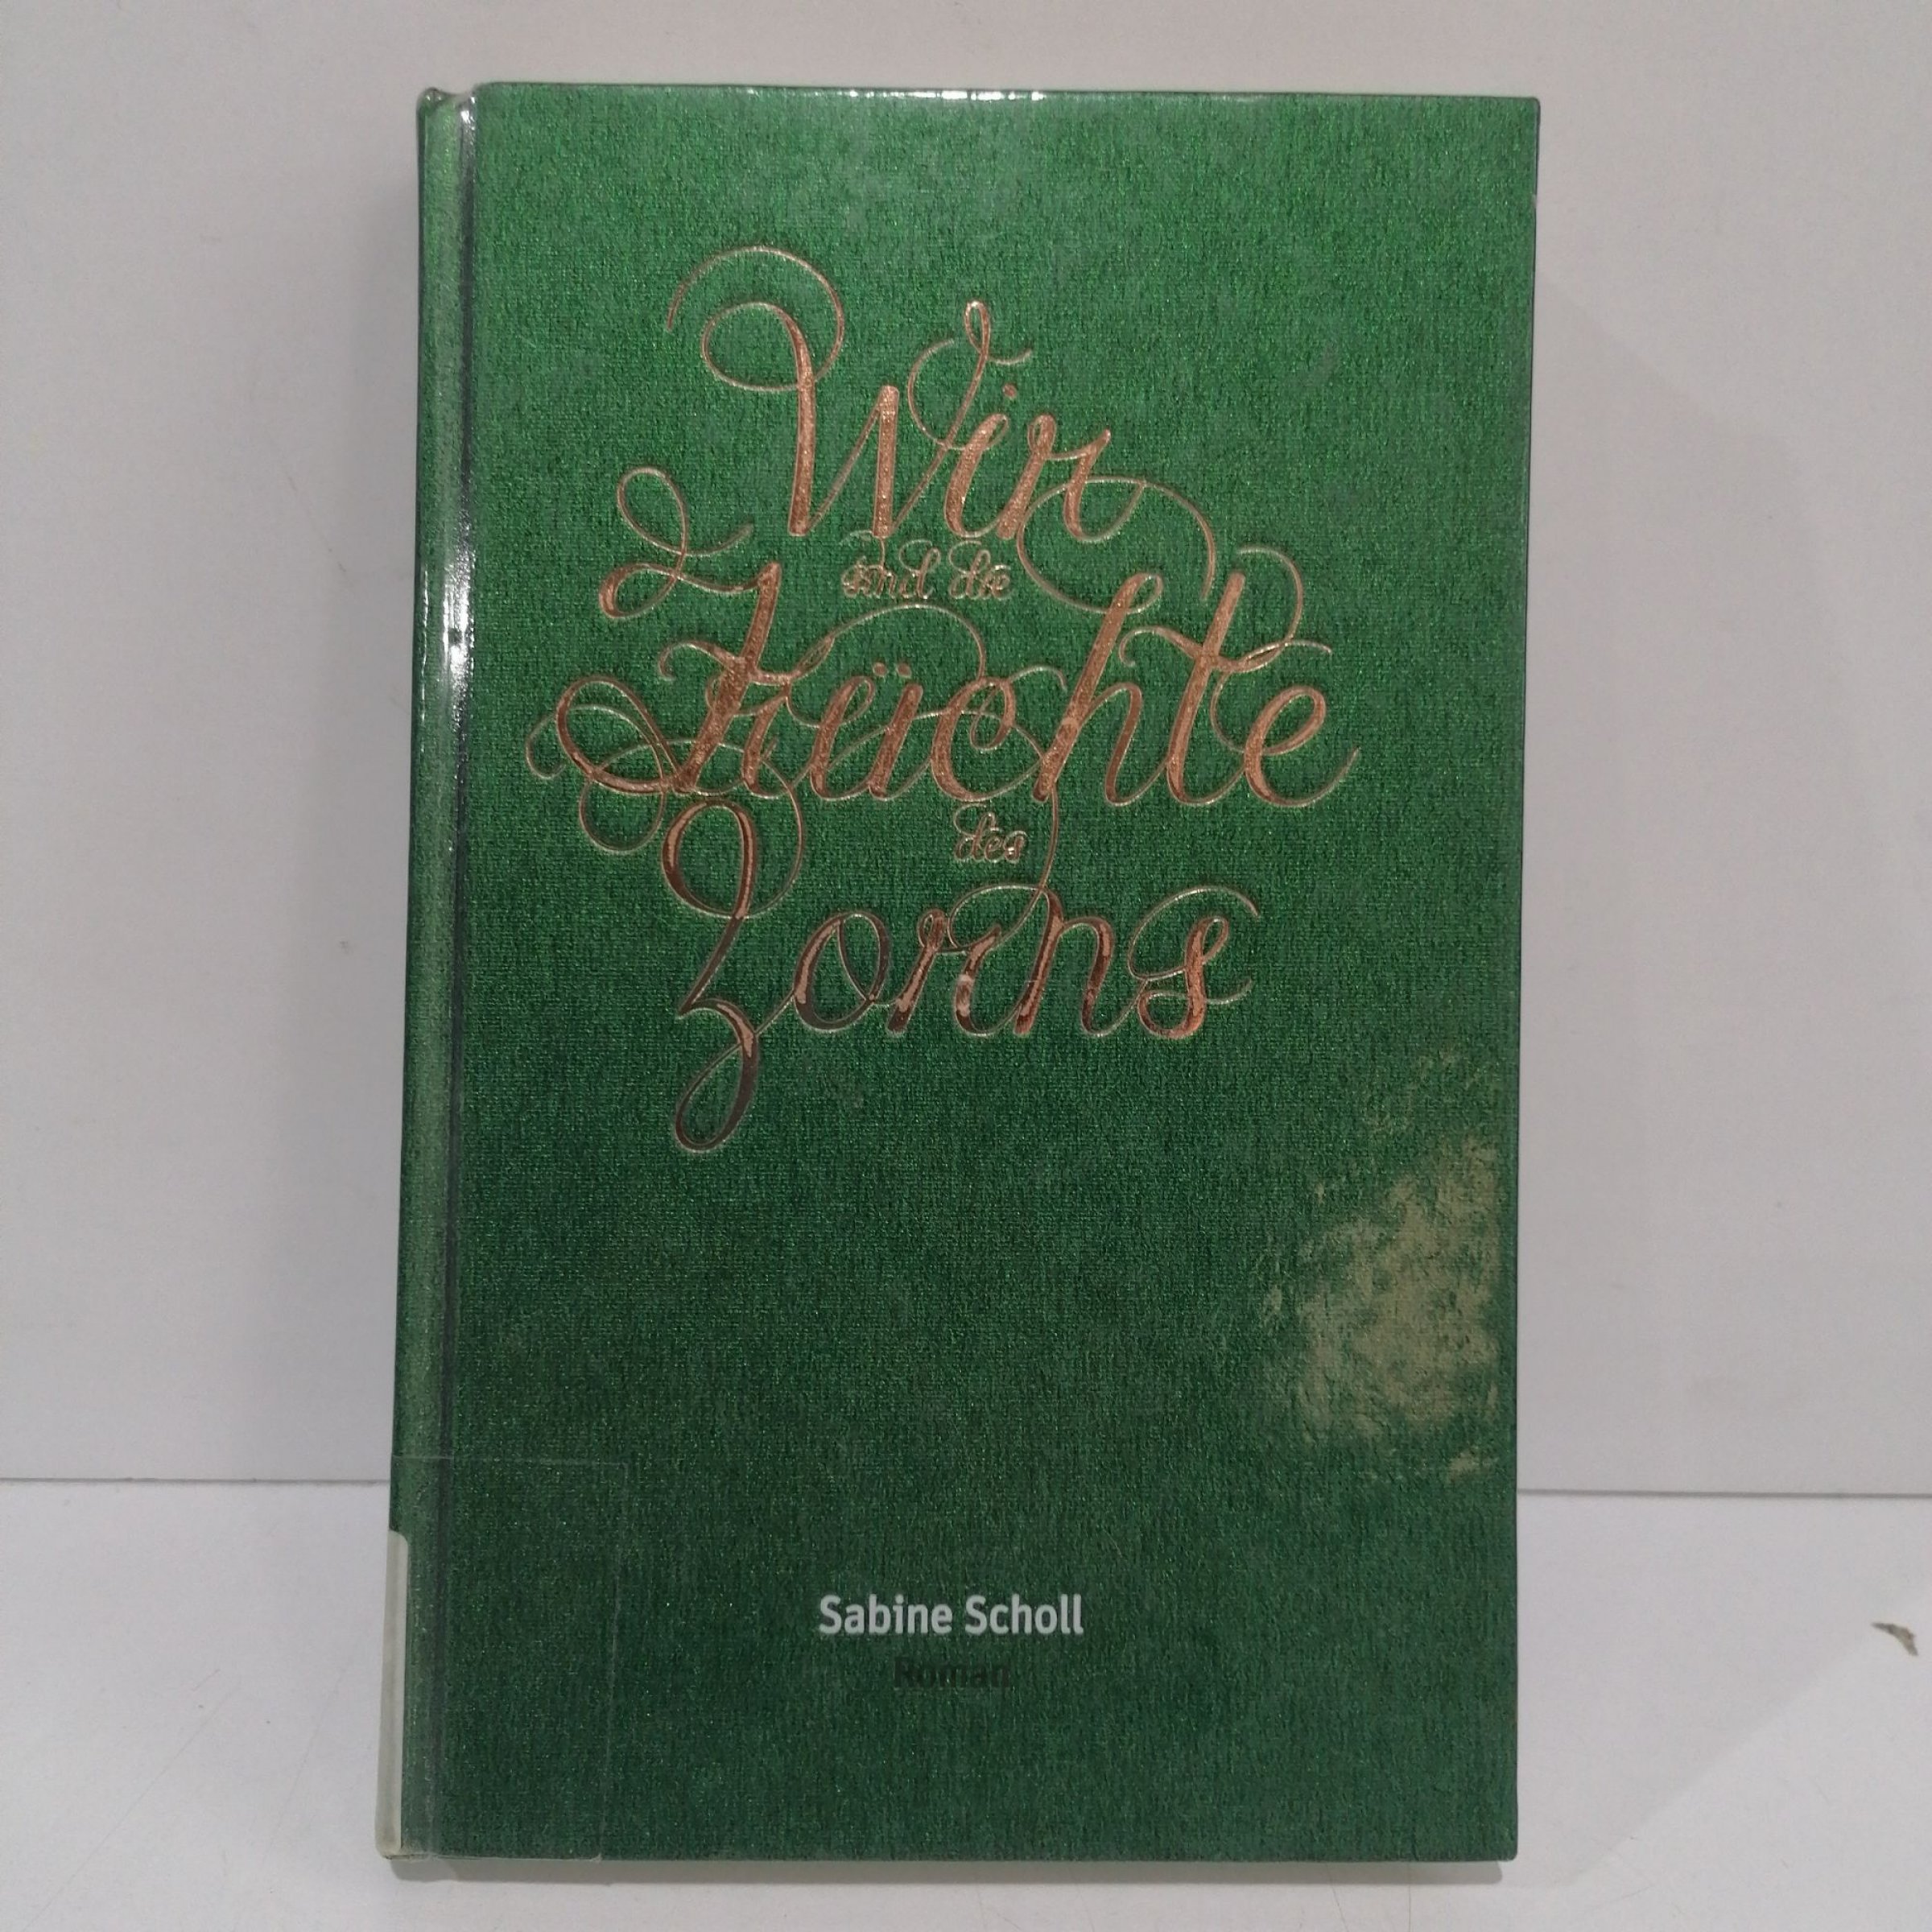 Wir
sind die
Früchte
des
Zorns
Sabine Scholl
Roman